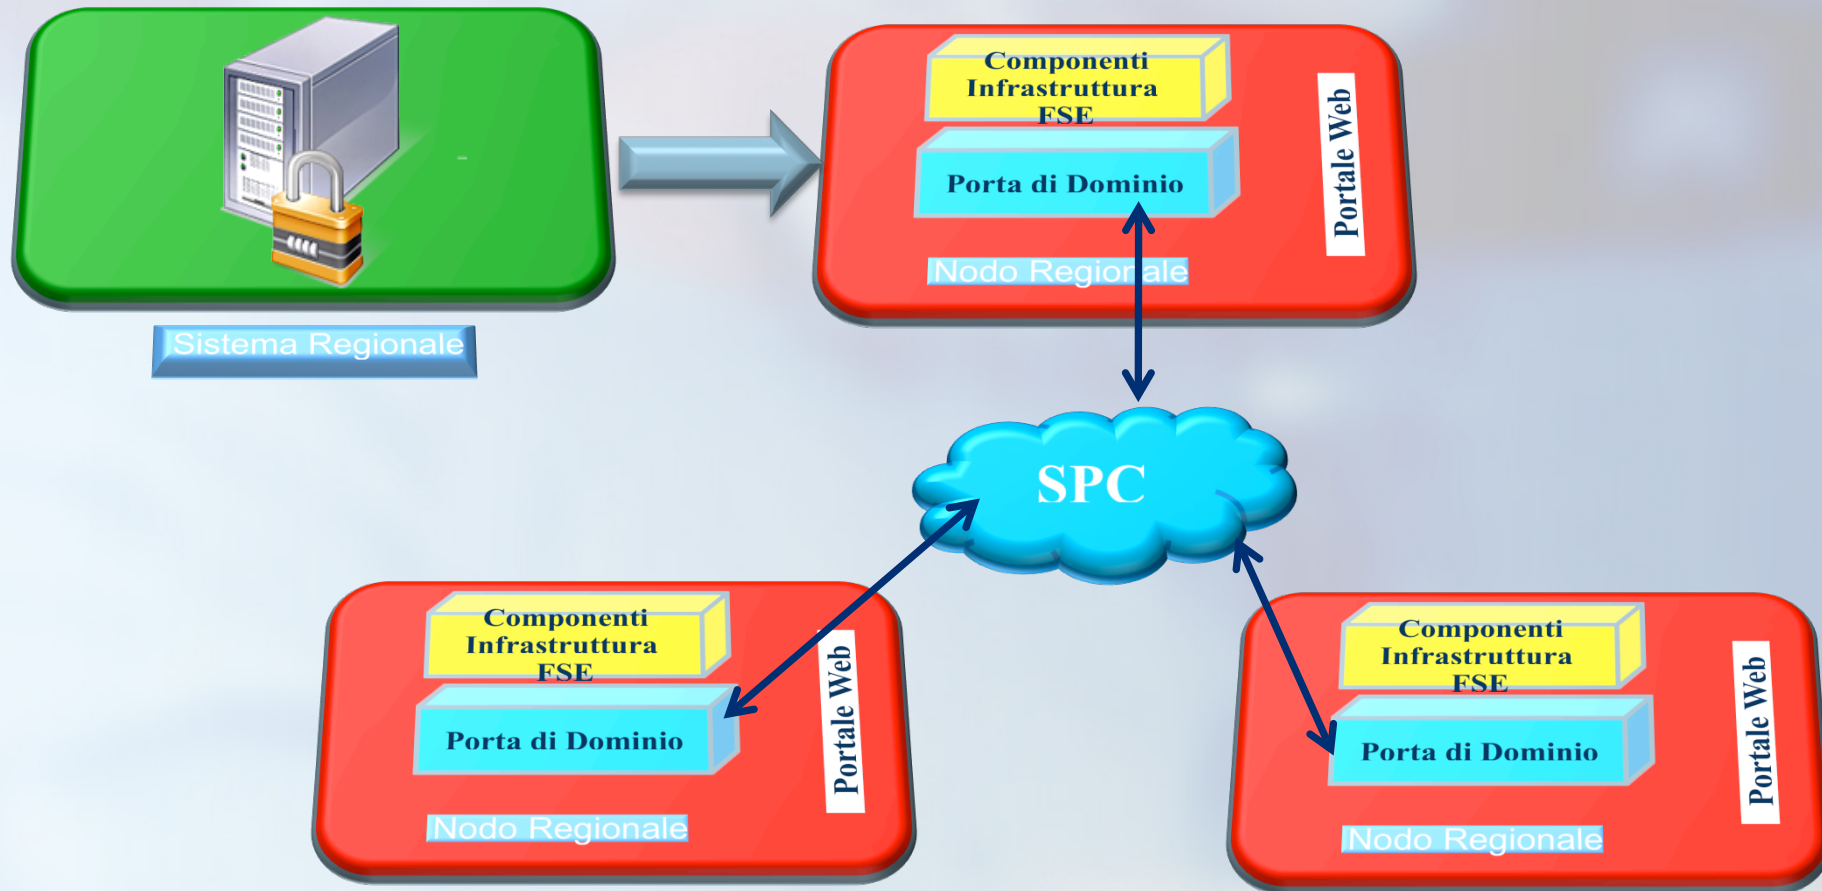 Componenti
Infrastruttura
FSE
Porta di Dominio
Portale Web
Nodo Regionale
Sistema Regionale
SPC
Componenti
Infrastruttura
FSE
Porta di Dominio
Portale Web
Nodo Regionale
Componenti
Infrastruttura
FSE
Porta di Dominio
Portale Web
Nodo Regionale